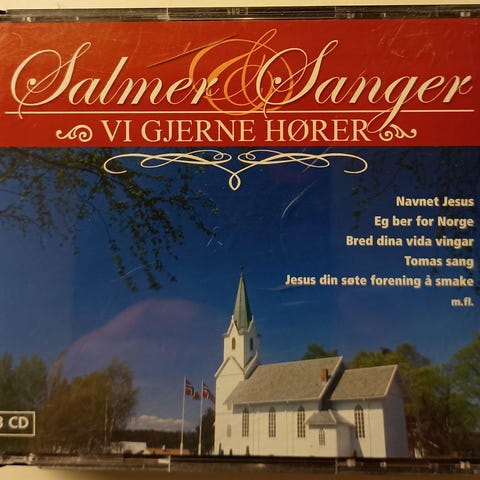 Salmer & Sanger
VI GJERNE HØRER
Navnet Jesus
Eg ber for Norge
Bred dina vida vingar
Tomas sang
Jesus din søte forening å smake
m.fl.
3 CD